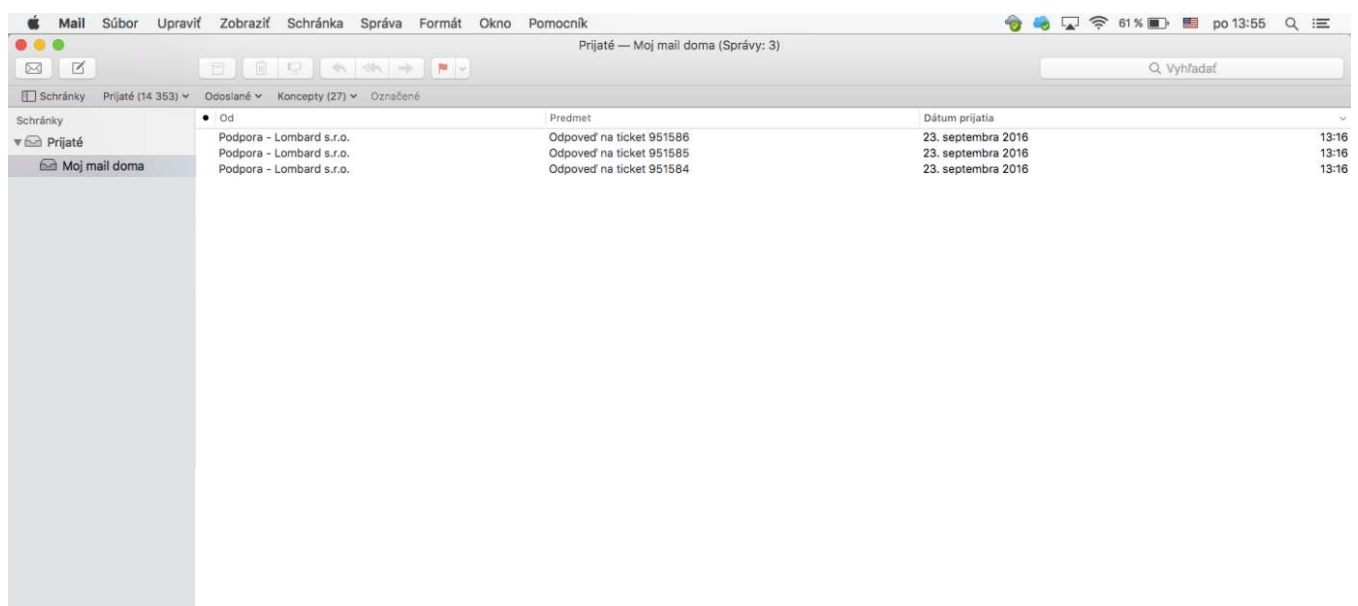 Mail Súbor Upraviť Zobraziť Schránka Správa Formát Okno Pomocník 61 % po 13:55
Prijaté — Moj mail doma (Správy: 3)
Vyhľadať
Schránky Prijaté (14 353) Odoslané Koncepty (27) Označené
Schránky
Prijaté
Moj mail doma
Od Predmet Dátum prijatia
Podpora - Lombard s.r.o. Odpoveď na ticket 951586 23. septembra 2016 13:16
Podpora - Lombard s.r.o. Odpoveď na ticket 951585 23. septembra 2016 13:16
Podpora - Lombard s.r.o. Odpoveď na ticket 951584 23. septembra 2016 13:16